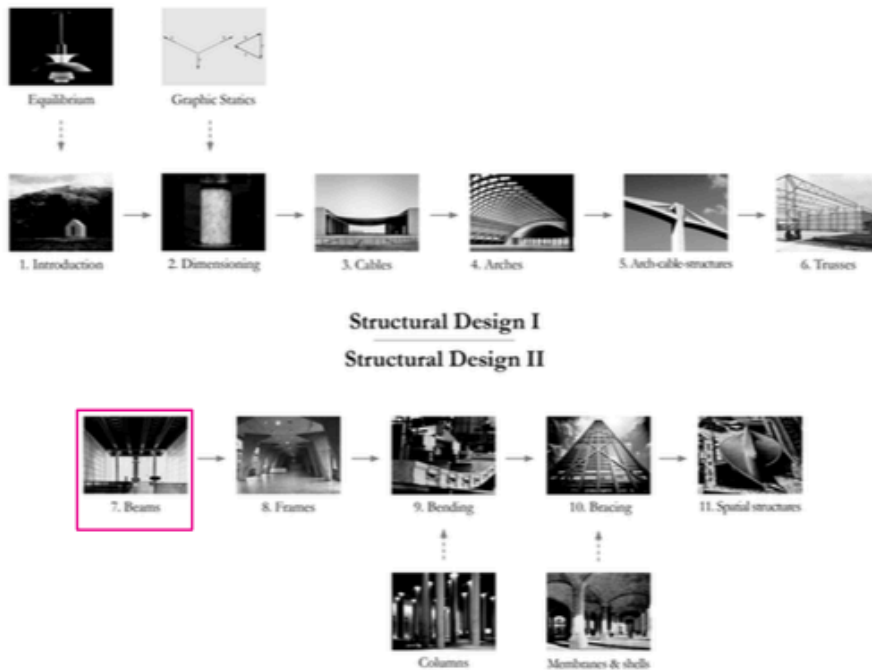 Equilibrium
Graphic Statics
1. Introduction
2. Dimensioning
3. Cables
4. Arches
5. Arch-cable-structures
6. Trusses
Structural Design I
Structural Design II
7. Beams
8. Frames
9. Bending
10. Bracing
11. Spatial structures
Columns
Membranes & shells